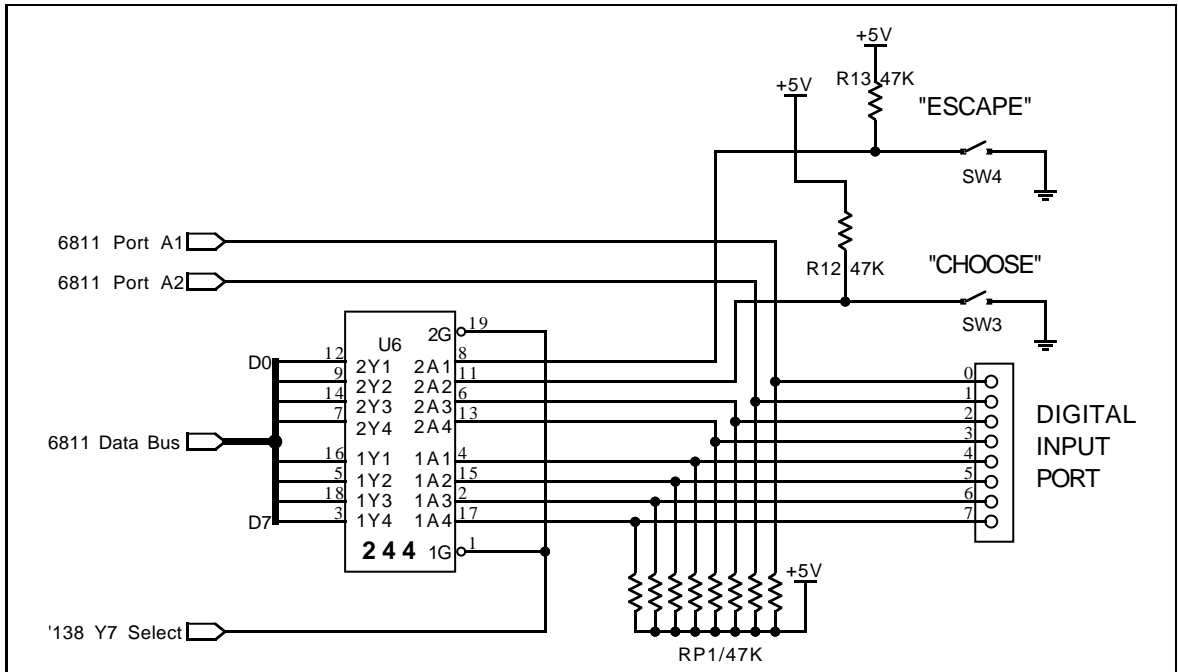 +5V
R13 47K
+5V
"ESCAPE"
SW4
6811 Port A1
6811 Port A2
R12 47K
"CHOOSE"
SW3
U6
2G 19
D0 12 2Y1 2A1 8
9 2Y2 2A2 11
14 2Y3 2A3 6
7 2Y4 2A4 13
6811 Data Bus
16 1Y1 1A1 4
5 1Y2 1A2 15
18 1Y3 1A3 2
D7 3 1Y4 1A4 17
244 1G 1
0
1
2
3
4
5
6
7
DIGITAL
INPUT
PORT
+5V
'138 Y7 Select
RP1/47K